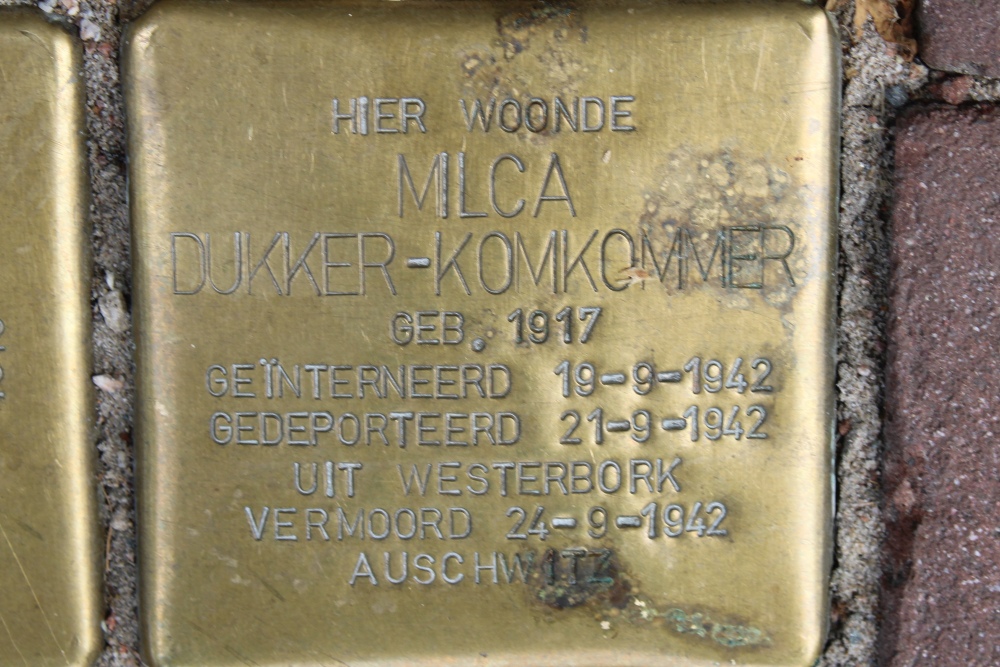 HIER WOONDE
MILCA
DUKKER-KOMKOMMER
GEB. 1917
GEÏNTERNEERD 19-9-1942
GEDEPORTEERD 21-9-1942
UIT WESTERBORK
VERMOORD 24-9-1942
AUSCHWITZ